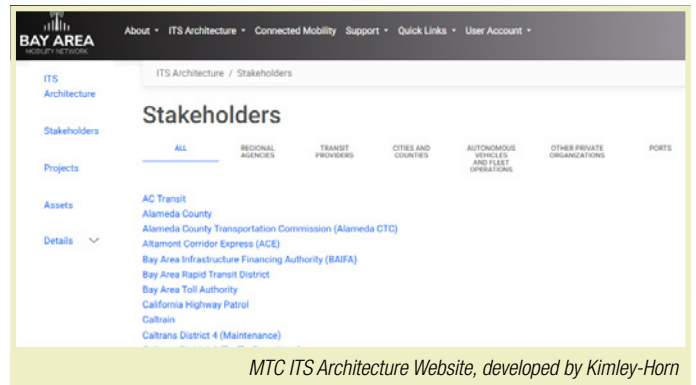 BAY AREA
MOBILITY NETWORK
About ITS Architecture Connected Mobility Support Quick Links User Account
ITS Architecture / Stakeholders
ITS
Architecture
Stakeholders
Projects
Assets
Details
Stakeholders
ALL
REGIONAL
AGENCIES
TRANSIT
PROVIDERS
CITIES AND
COUNTIES
AUTONOMOUS
VEHICLES
AND FLEET
OPERATIONS
OTHER PRIVATE
ORGANIZATIONS
PORTS
AC Transit
Alameda County
Alameda County Transportation Commission (Alameda CTC)
Altamont Corridor Express (ACE)
Bay Area Infrastructure Financing Authority (BAIFA)
Bay Area Rapid Transit District
Bay Area Toll Authority
California Highway Patrol
Caltrain
Caltrans District 4 (Maintenance)
MTC ITS Architecture Website, developed by Kimley-Horn